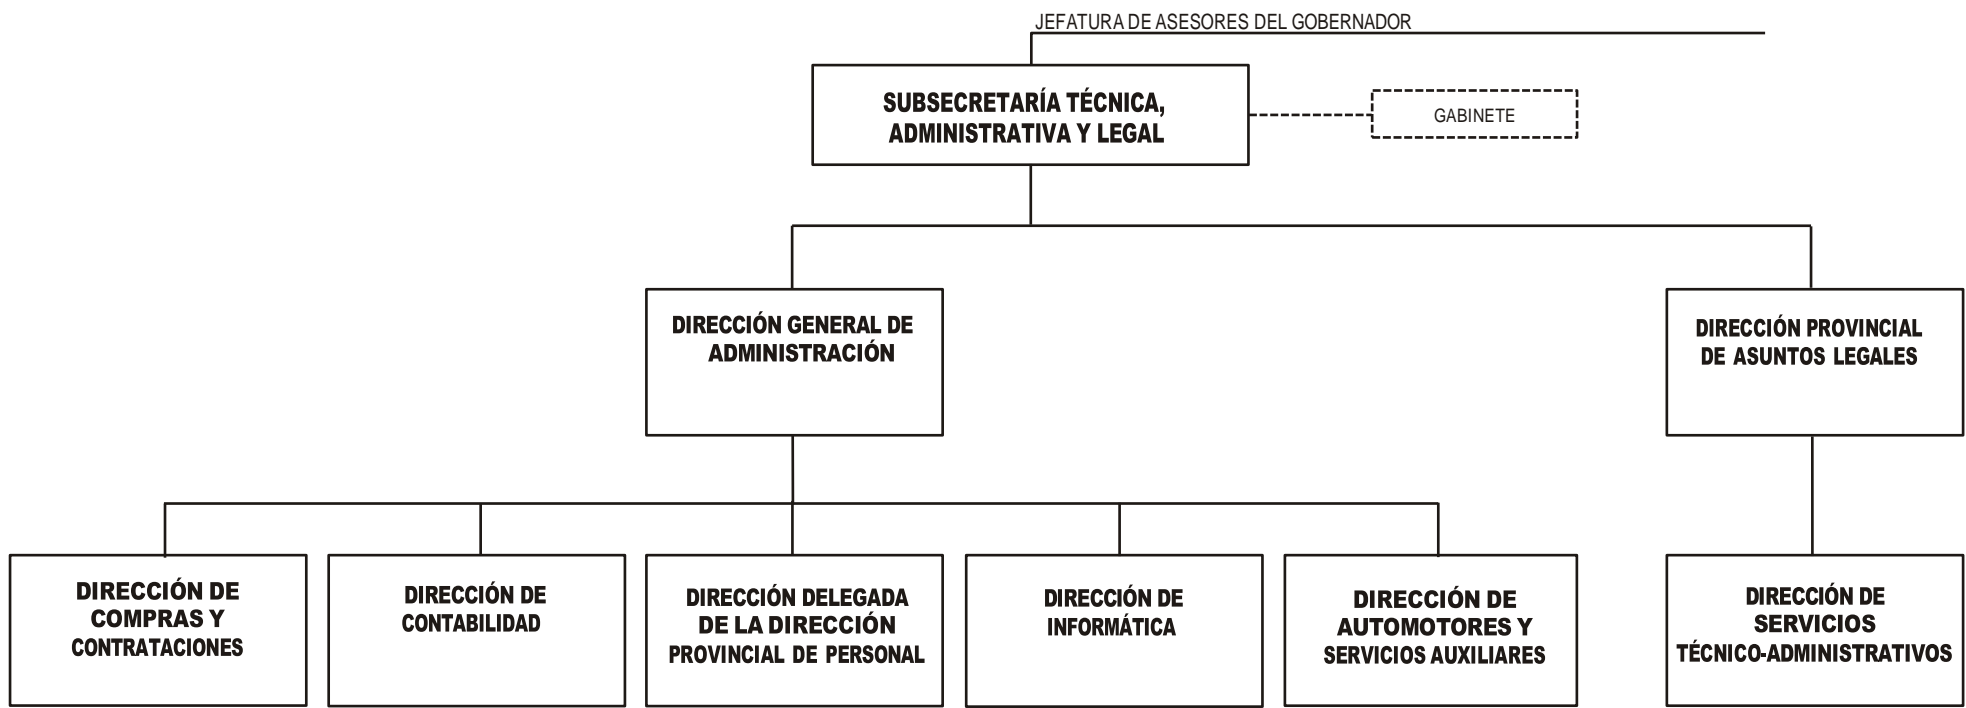 JEFATURA DE ASESORES DEL GOBERNADOR
SUBSECRETARÍA TÉCNICA,
ADMINISTRATIVA Y LEGAL
GABINETE
DIRECCIÓN GENERAL DE
ADMINISTRACIÓN
DIRECCIÓN PROVINCIAL
DE ASUNTOS LEGALES
DIRECCIÓN DE
COMPRAS Y
CONTRATACIONES
DIRECCIÓN DE
CONTABILIDAD
DIRECCIÓN DELEGADA
DE LA DIRECCIÓN
PROVINCIAL DE PERSONAL
DIRECCIÓN DE
INFORMÁTICA
DIRECCIÓN DE
AUTOMOTORES Y
SERVICIOS AUXILIARES
DIRECCIÓN DE
SERVICIOS
TÉCNICO-ADMINISTRATIVOS